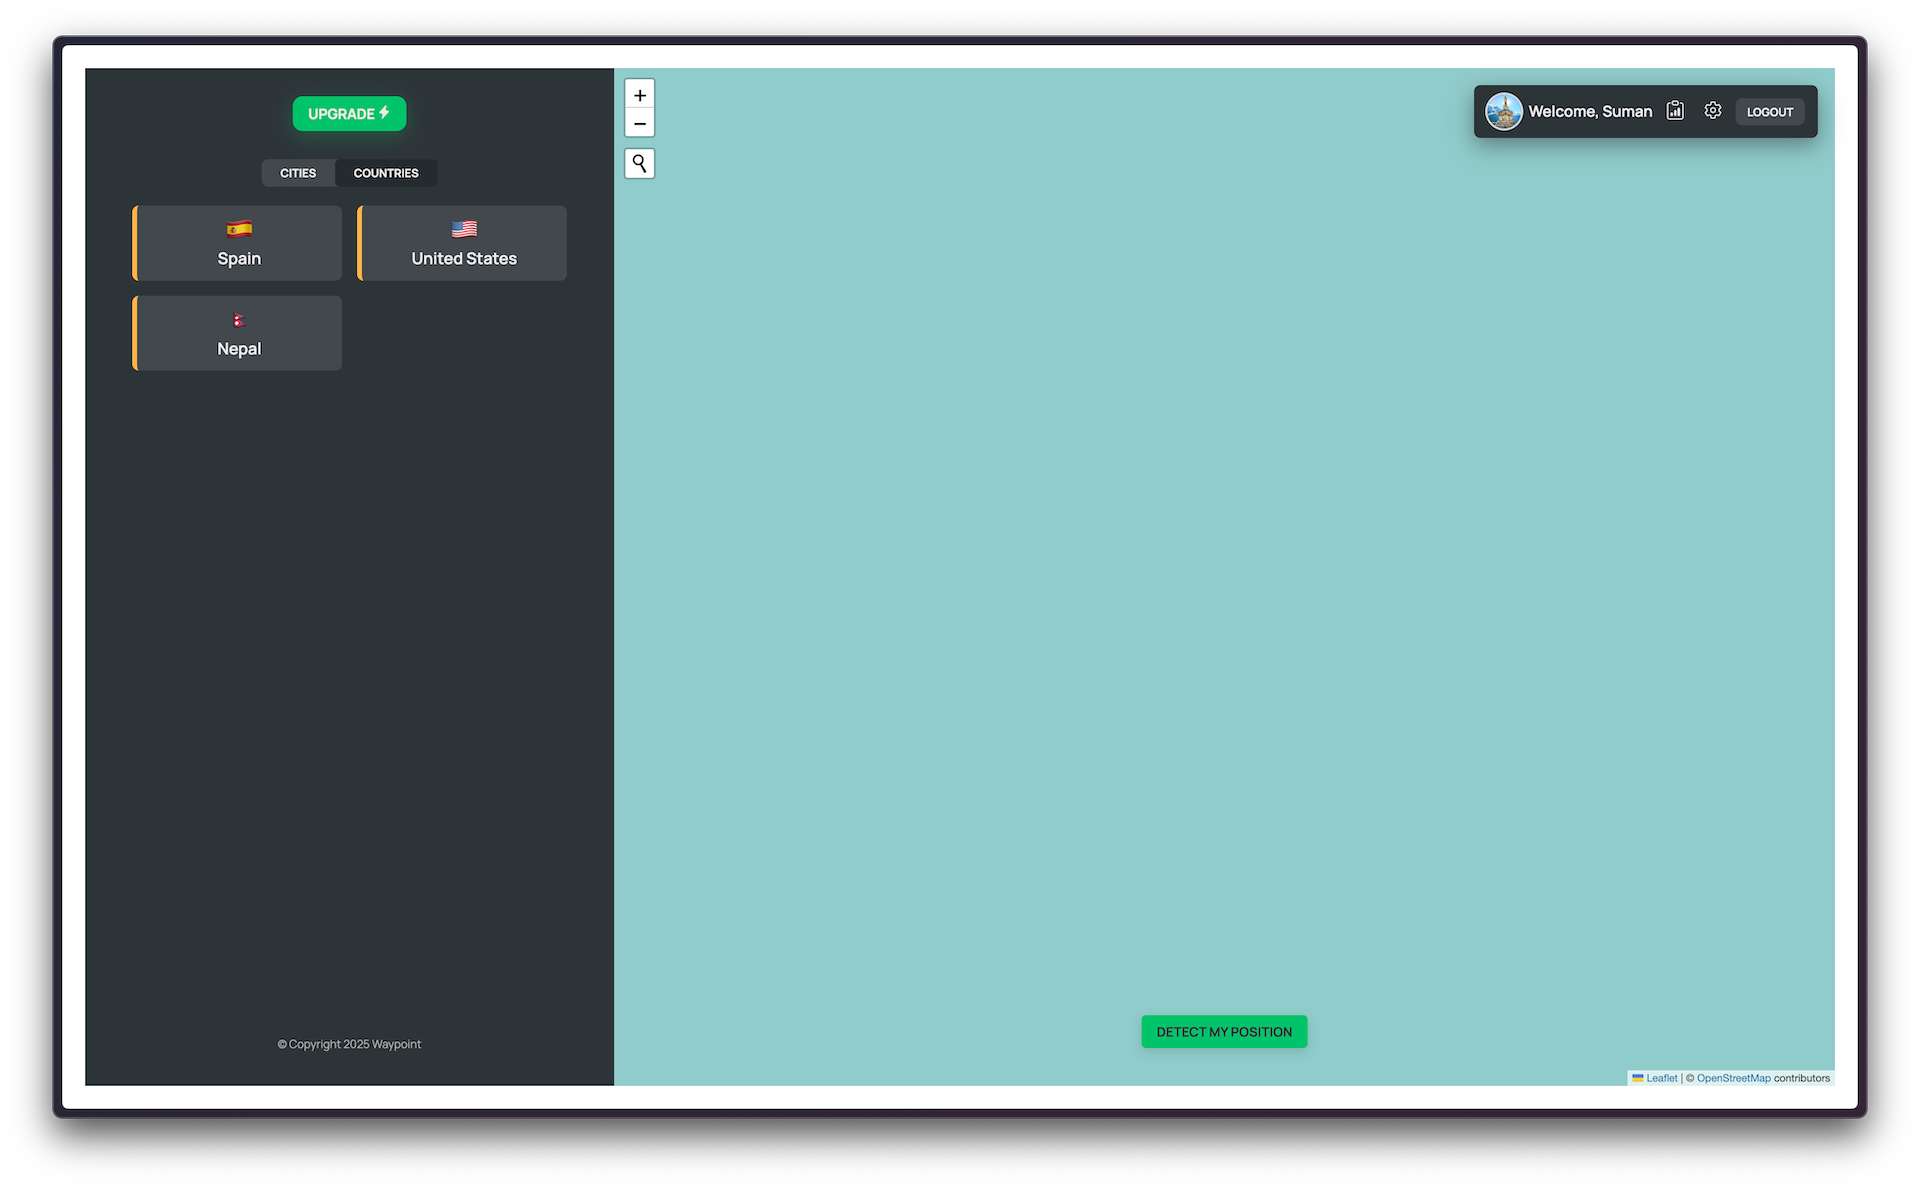 UPGRADE
CITIES
COUNTRIES
Spain
United States
Nepal
© Copyright 2025 Waypoint
+
−
Welcome, Suman
LOGOUT
DETECT MY POSITION
Leaflet | © OpenStreetMap contributors